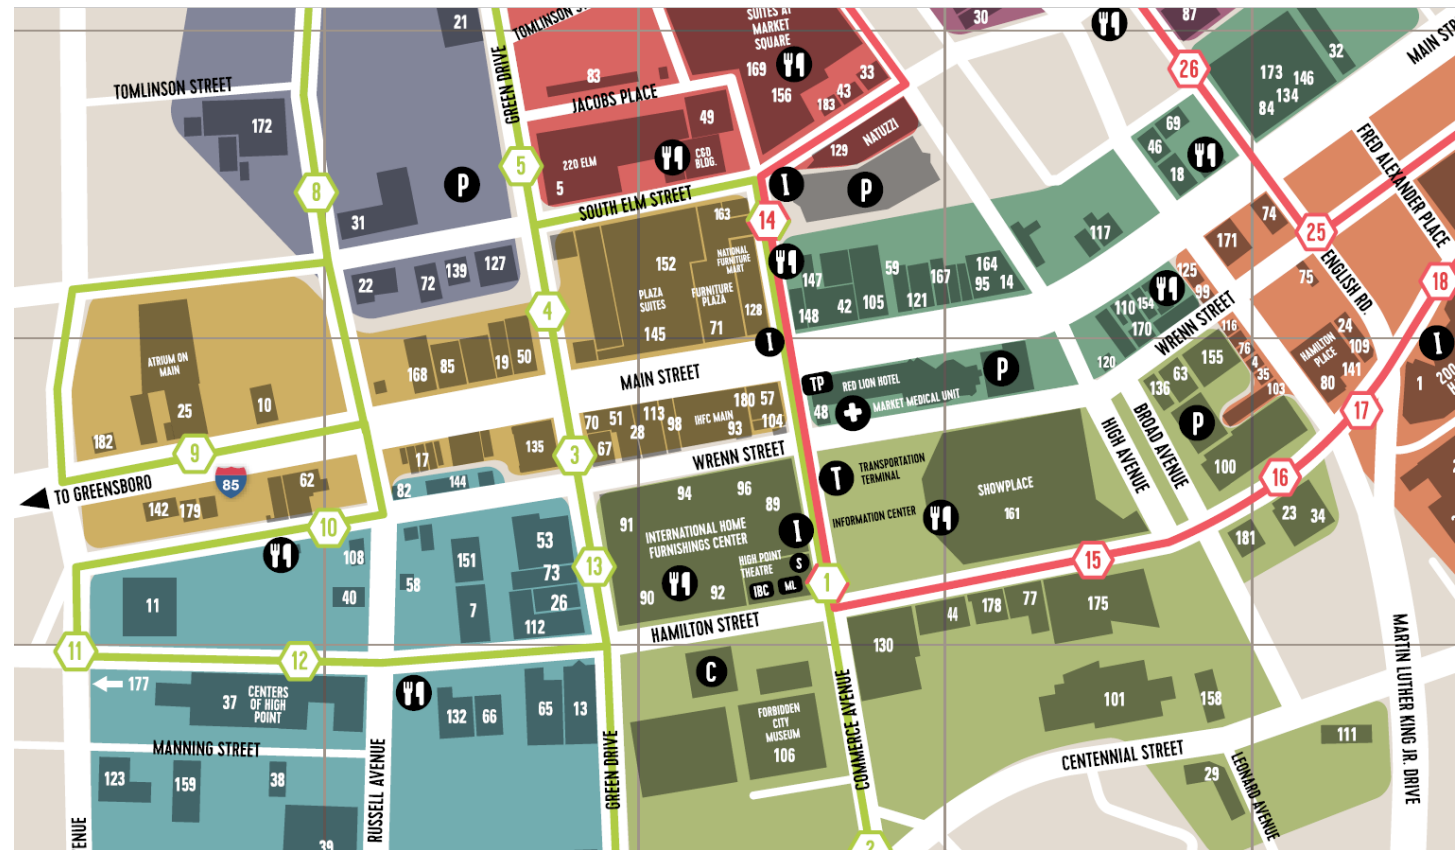 TOMLINSON STREET
21
GREEN DRIVE
TOMLINSON
SUITES AT
MARKET
SQUARE
30
87
32
MAIN
26
173
146
134
84
83
JACOBS PLACE
169
156
33
43
183
172
8
5
49
220 ELM
C&D
BLDG.
5
129
NATUZZI
69
46
18
FRED ALEXANDER PLACE
P
I
P
31
SOUTH ELM STREET
163
14
117
74
171
25
22
72
139
127
152
NATIONAL
FURNITURE
MART
PLAZA
SUITES
FURNITURE
PLAZA
147
59
167
164
95
14
148
42
105
121
125
99
75
ENGLISH RD.
18
4
145
71
128
110
154
170
WRENN STREET
116
24
109
I
ATRIUM ON
MAIN
168
85
19
50
I
120
155
76
HAMILTON
PLACE
141
80
MAIN STREET
TP
RED LION HOTEL
P
63
136
4
35
103
1
200
25
10
48
MARKET MEDICAL UNIT
182
9
70
51
113
98
IHFC MAIN
180
57
93
104
28
67
17
BROAD AVENUE
P
135
3
WRENN STREET
HIGH AVENUE
100
16
TO GREENSBORO
85
62
82
144
94
96
89
T
TRANSPORTATION
TERMINAL
SHOWPLACE
161
142
179
10
91
INTERNATIONAL HOME
FURNISHINGS CENTER
I
INFORMATION CENTER
23
34
181
108
53
151
58
73
13
HIGH POINT
THEATRE
S
IBC
ML
1
15
11
40
7
26
112
90
92
HAMILTON STREET
44
178
77
175
130
11
12
177
37
CENTERS
OF HIGH
POINT
C
MARTIN LUTHER KING JR. DRIVE
132
66
65
13
FORBIDDEN
CITY
MUSEUM
106
101
158
111
MANNING STREET
RUSSELL AVENUE
GREEN DRIVE
COMMERCE AVENUE
CENTENNIAL STREET
123
159
38
29
LEONARD AVENUE
39
2
17